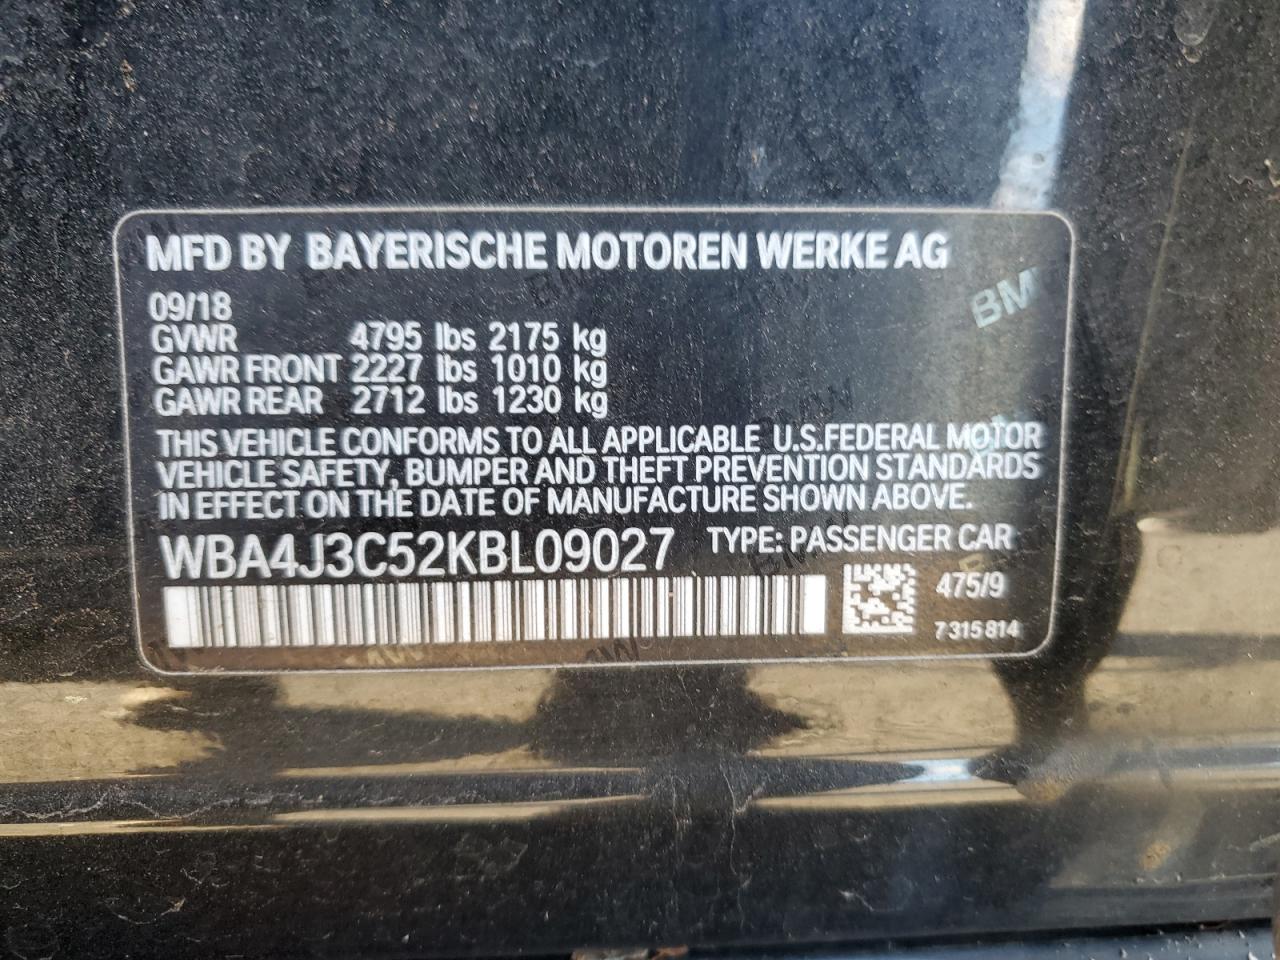 MFD BY BAYERISCHE MOTOREN WERKE AG
09/18
GVWR 4795 lbs 2175 kg
GAWR FRONT 2227 lbs 1010 kg
GAWR REAR 2712 lbs 1230 kg
THIS VEHICLE CONFORMS TO ALL APPLICABLE U.S.FEDERAL MOTOR
VEHICLE SAFETY, BUMPER AND THEFT PREVENTION STANDARDS
IN EFFECT ON THE DATE OF MANUFACTURE SHOWN ABOVE.
WBA4J3C52KBL09027 TYPE: PASSENGER CAR
475/9
7 315 814